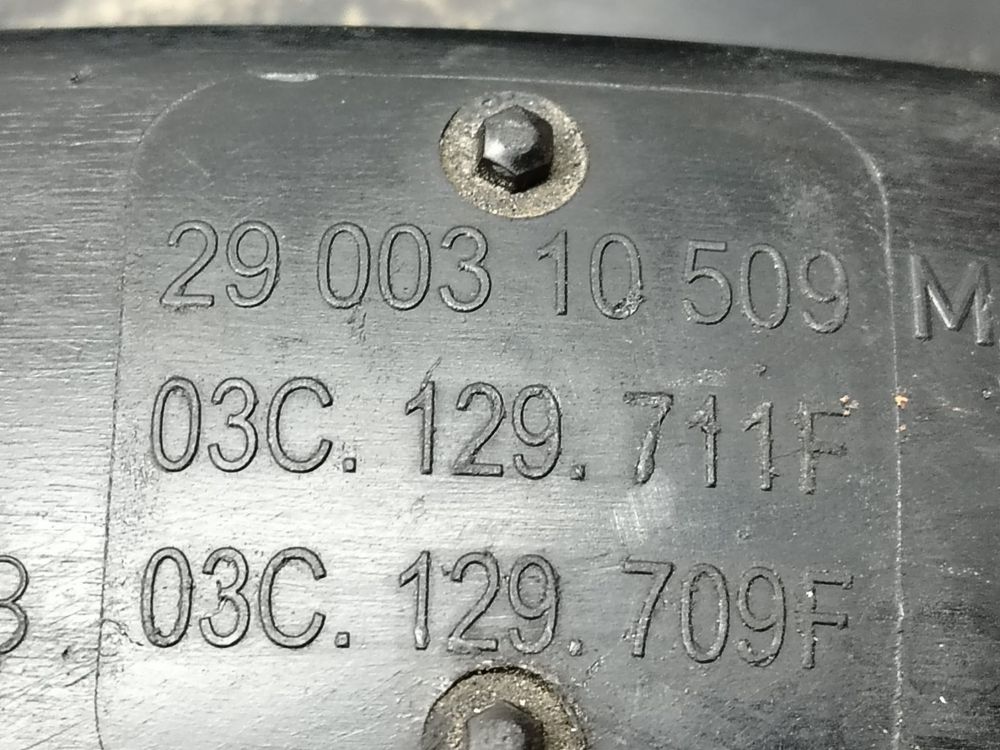 29 003 10 509 M
03C. 129. 711F
03C. 129. 709F